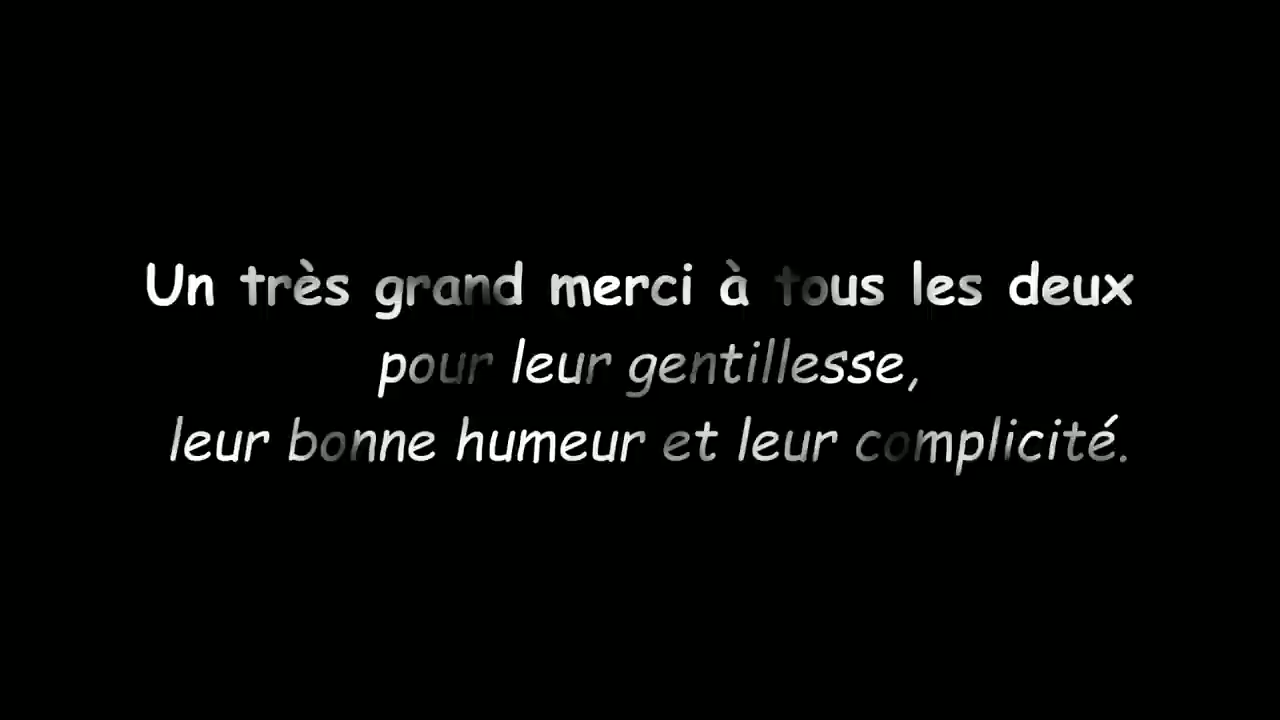 Un très grand merci à tous les deux
pour leur gentillesse,
leur bonne humeur et leur complicité.